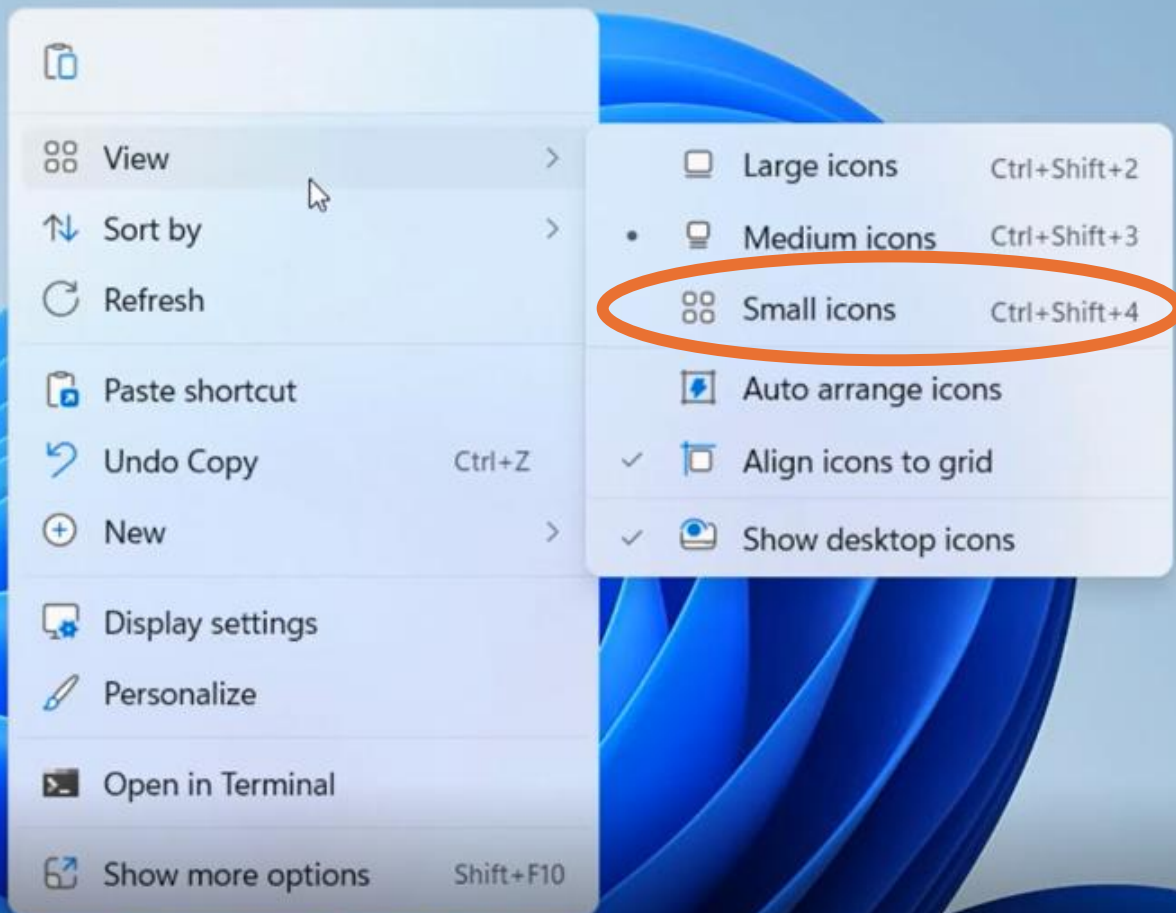 View
Sort by
Refresh
Paste shortcut
Undo Copy Ctrl+Z
New
Display settings
Personalize
Open in Terminal
Show more options Shift+F10
Large icons Ctrl+Shift+2
Medium icons Ctrl+Shift+3
Small icons Ctrl+Shift+4
Auto arrange icons
Align icons to grid
Show desktop icons